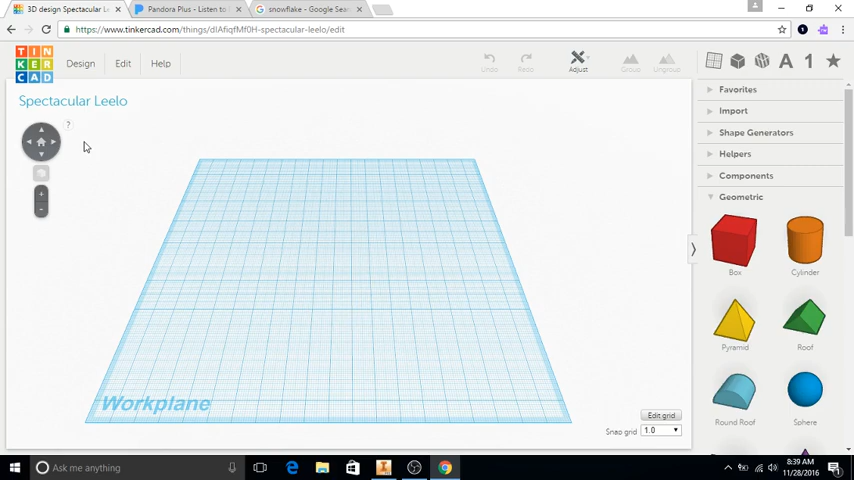 3D design Spectacular Leelo
Pandora Plus - Listen to
snowflake - Google Sear
https://www.tinkercad.com/things/dIAfiqfMf0H-spectacular-leelo/edit
TIN
KER
CAD
Design
Edit
Help
Undo
Redo
Adjust
Group
Ungroup
Spectacular Leelo
Favorites
Import
Shape Generators
Helpers
Components
Geometric
Box
Cylinder
Pyramid
Roof
Round Roof
Sphere
Workplane
Edit grid
Snap grid 1.0
Ask me anything
8:39 AM
11/28/2016